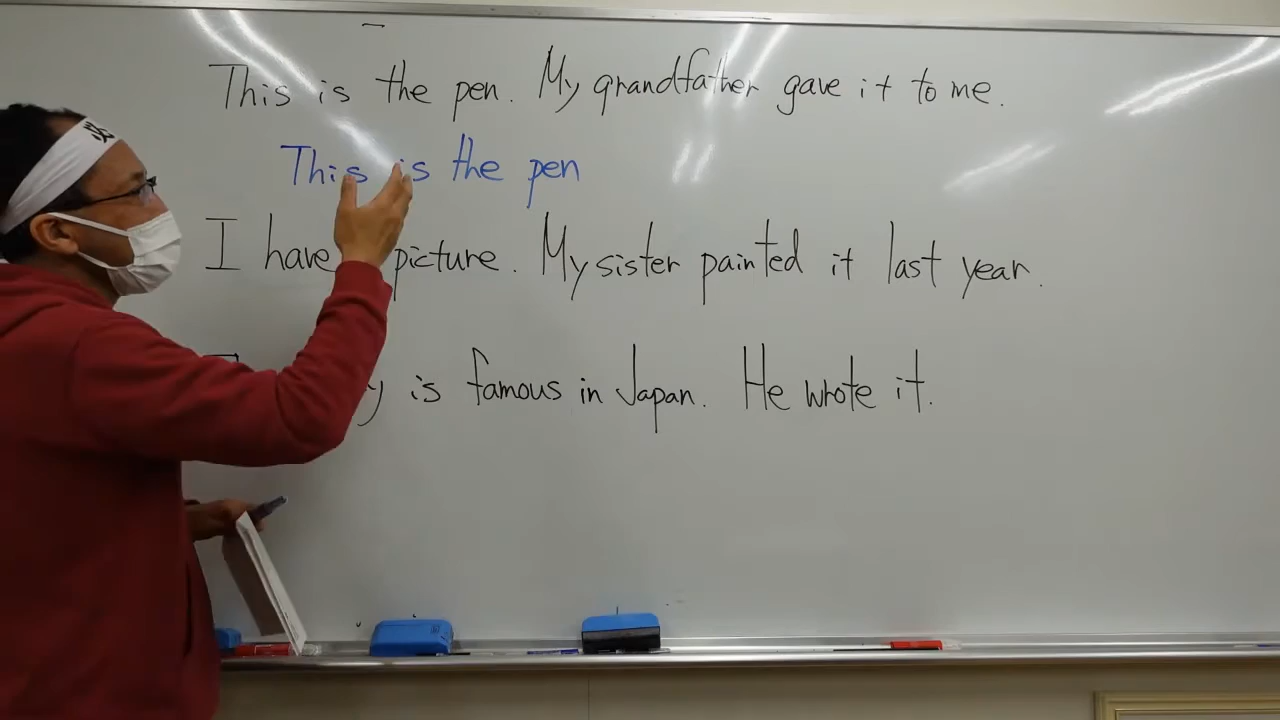 This is the pen. My grandfather gave it to me.
This is the pen
I have picture. My sister painted it last year.
is famous in Japan. He wrote it.
必